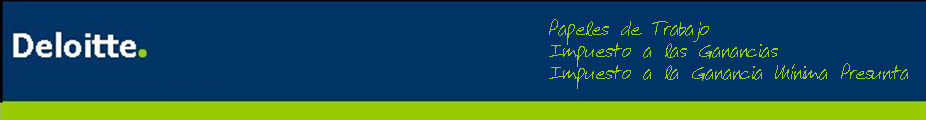 Deloitte.
Papeles de Trabajo
Impuesto a las Ganancias
Impuesto a la Ganancia Mínima Presunta